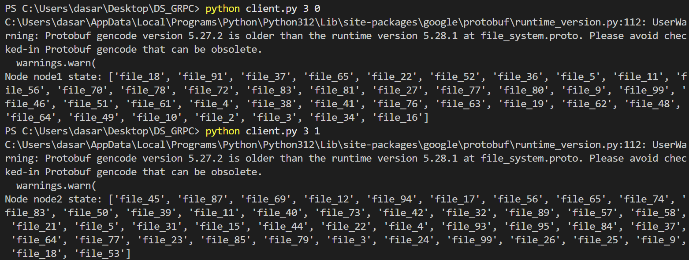 PS C:\Users\dasar\Desktop\DS_GRPC> python client.py 3 0
C:\Users\dasar\AppData\Local\Programs\Python\Python312\Lib\site-packages\google\protobuf\runtime_version.py:112: UserWa
rning: Protobuf gencode version 5.27.2 is older than the runtime version 5.28.1 at file_system.proto. Please avoid chec
ked-in Protobuf gencode that can be obsolete.
  warnings.warn(
Node node1 state: ['file_18', 'file_91', 'file_37', 'file_65', 'file_22', 'file_52', 'file_36', 'file_5', 'file_11', 'f
ile_56', 'file_70', 'file_78', 'file_72', 'file_83', 'file_81', 'file_27', 'file_77', 'file_80', 'file_9', 'file_99', '
file_46', 'file_51', 'file_61', 'file_4', 'file_38', 'file_41', 'file_76', 'file_63', 'file_19', 'file_62', 'file_48',
'file_64', 'file_49', 'file_10', 'file_2', 'file_3', 'file_34', 'file_16']
PS C:\Users\dasar\Desktop\DS_GRPC> python client.py 3 1
C:\Users\dasar\AppData\Local\Programs\Python\Python312\Lib\site-packages\google\protobuf\runtime_version.py:112: UserWa
rning: Protobuf gencode version 5.27.2 is older than the runtime version 5.28.1 at file_system.proto. Please avoid chec
ked-in Protobuf gencode that can be obsolete.
  warnings.warn(
Node node2 state: ['file_45', 'file_87', 'file_69', 'file_12', 'file_94', 'file_17', 'file_56', 'file_65', 'file_74', '
file_83', 'file_50', 'file_39', 'file_11', 'file_40', 'file_73', 'file_42', 'file_32', 'file_89', 'file_57', 'file_58',
 'file_21', 'file_5', 'file_31', 'file_15', 'file_44', 'file_22', 'file_4', 'file_93', 'file_95', 'file_84', 'file_37',
 'file_64', 'file_77', 'file_23', 'file_85', 'file_79', 'file_3', 'file_24', 'file_99', 'file_26', 'file_25', 'file_9',
 'file_18', 'file_53']